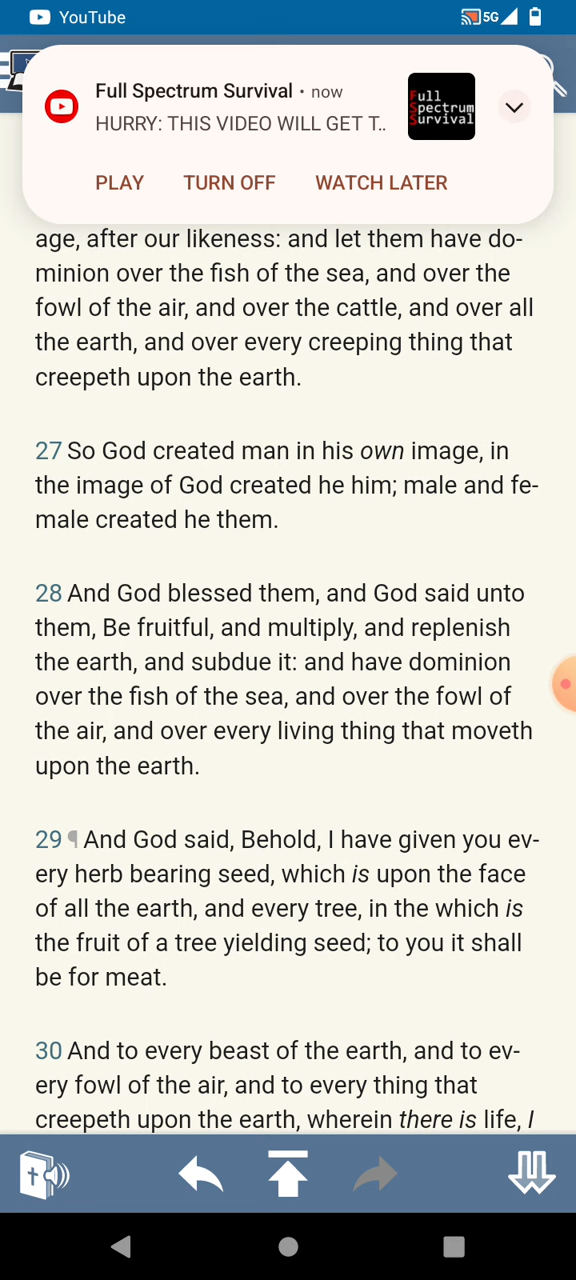 YouTube
5G
Full Spectrum Survival • now
HURRY: THIS VIDEO WILL GET T..
Full
Spectrum
Survival
PLAY TURN OFF WATCH LATER
age, after our likeness: and let them have do-
minion over the fish of the sea, and over the
fowl of the air, and over the cattle, and over all
the earth, and over every creeping thing that
creepeth upon the earth.
27 So God created man in his own image, in
the image of God created he him; male and fe-
male created he them.
28 And God blessed them, and God said unto
them, Be fruitful, and multiply, and replenish
the earth, and subdue it: and have dominion
over the fish of the sea, and over the fowl of
the air, and over every living thing that moveth
upon the earth.
29 ¶ And God said, Behold, I have given you ev-
ery herb bearing seed, which is upon the face
of all the earth, and every tree, in the which is
the fruit of a tree yielding seed; to you it shall
be for meat.
30 And to every beast of the earth, and to ev-
ery fowl of the air, and to every thing that
creepeth upon the earth, wherein there is life, I